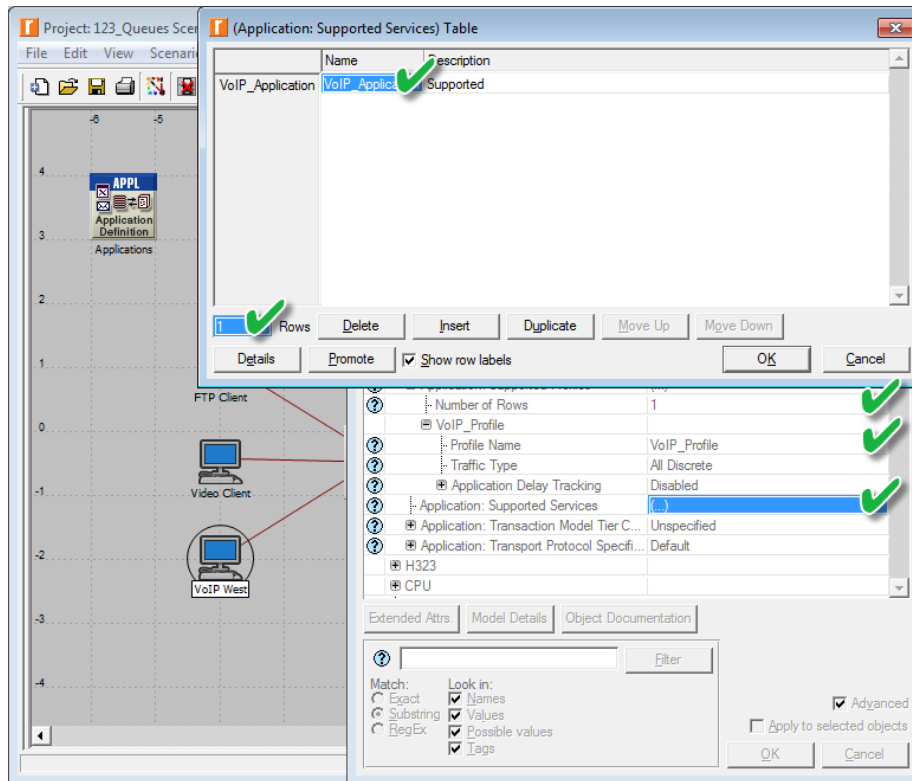 Project: 123_Queues Scen
File Edit View Scenari
(Application: Supported Services) Table
Name Description
VoIP_Application VoIP_Applica Supported
1 Rows Delete Insert Duplicate Move Up Move Down
Details Promote Show row labels OK Cancel
-6 -5
4
APPL
Application
Definition
3
Applications
2
1
FTP Client
0
Video Client
-1
-2
VoIP West
-3
-4
Application: Supported Profiles (...)
Number of Rows 1
VoIP_Profile
Profile Name VoIP_Profile
Traffic Type All Discrete
Application Delay Tracking Disabled
Application: Supported Services (...)
Application: Transaction Model Tier C... Unspecified
Application: Transport Protocol Specifi... Default
H323
CPU
Extended Attrs. Model Details Object Documentation
Filter
Match: Look in:
Exact Names
Substring Values
RegEx Possible values
Tags
Advanced
Apply to selected objects
OK Cancel